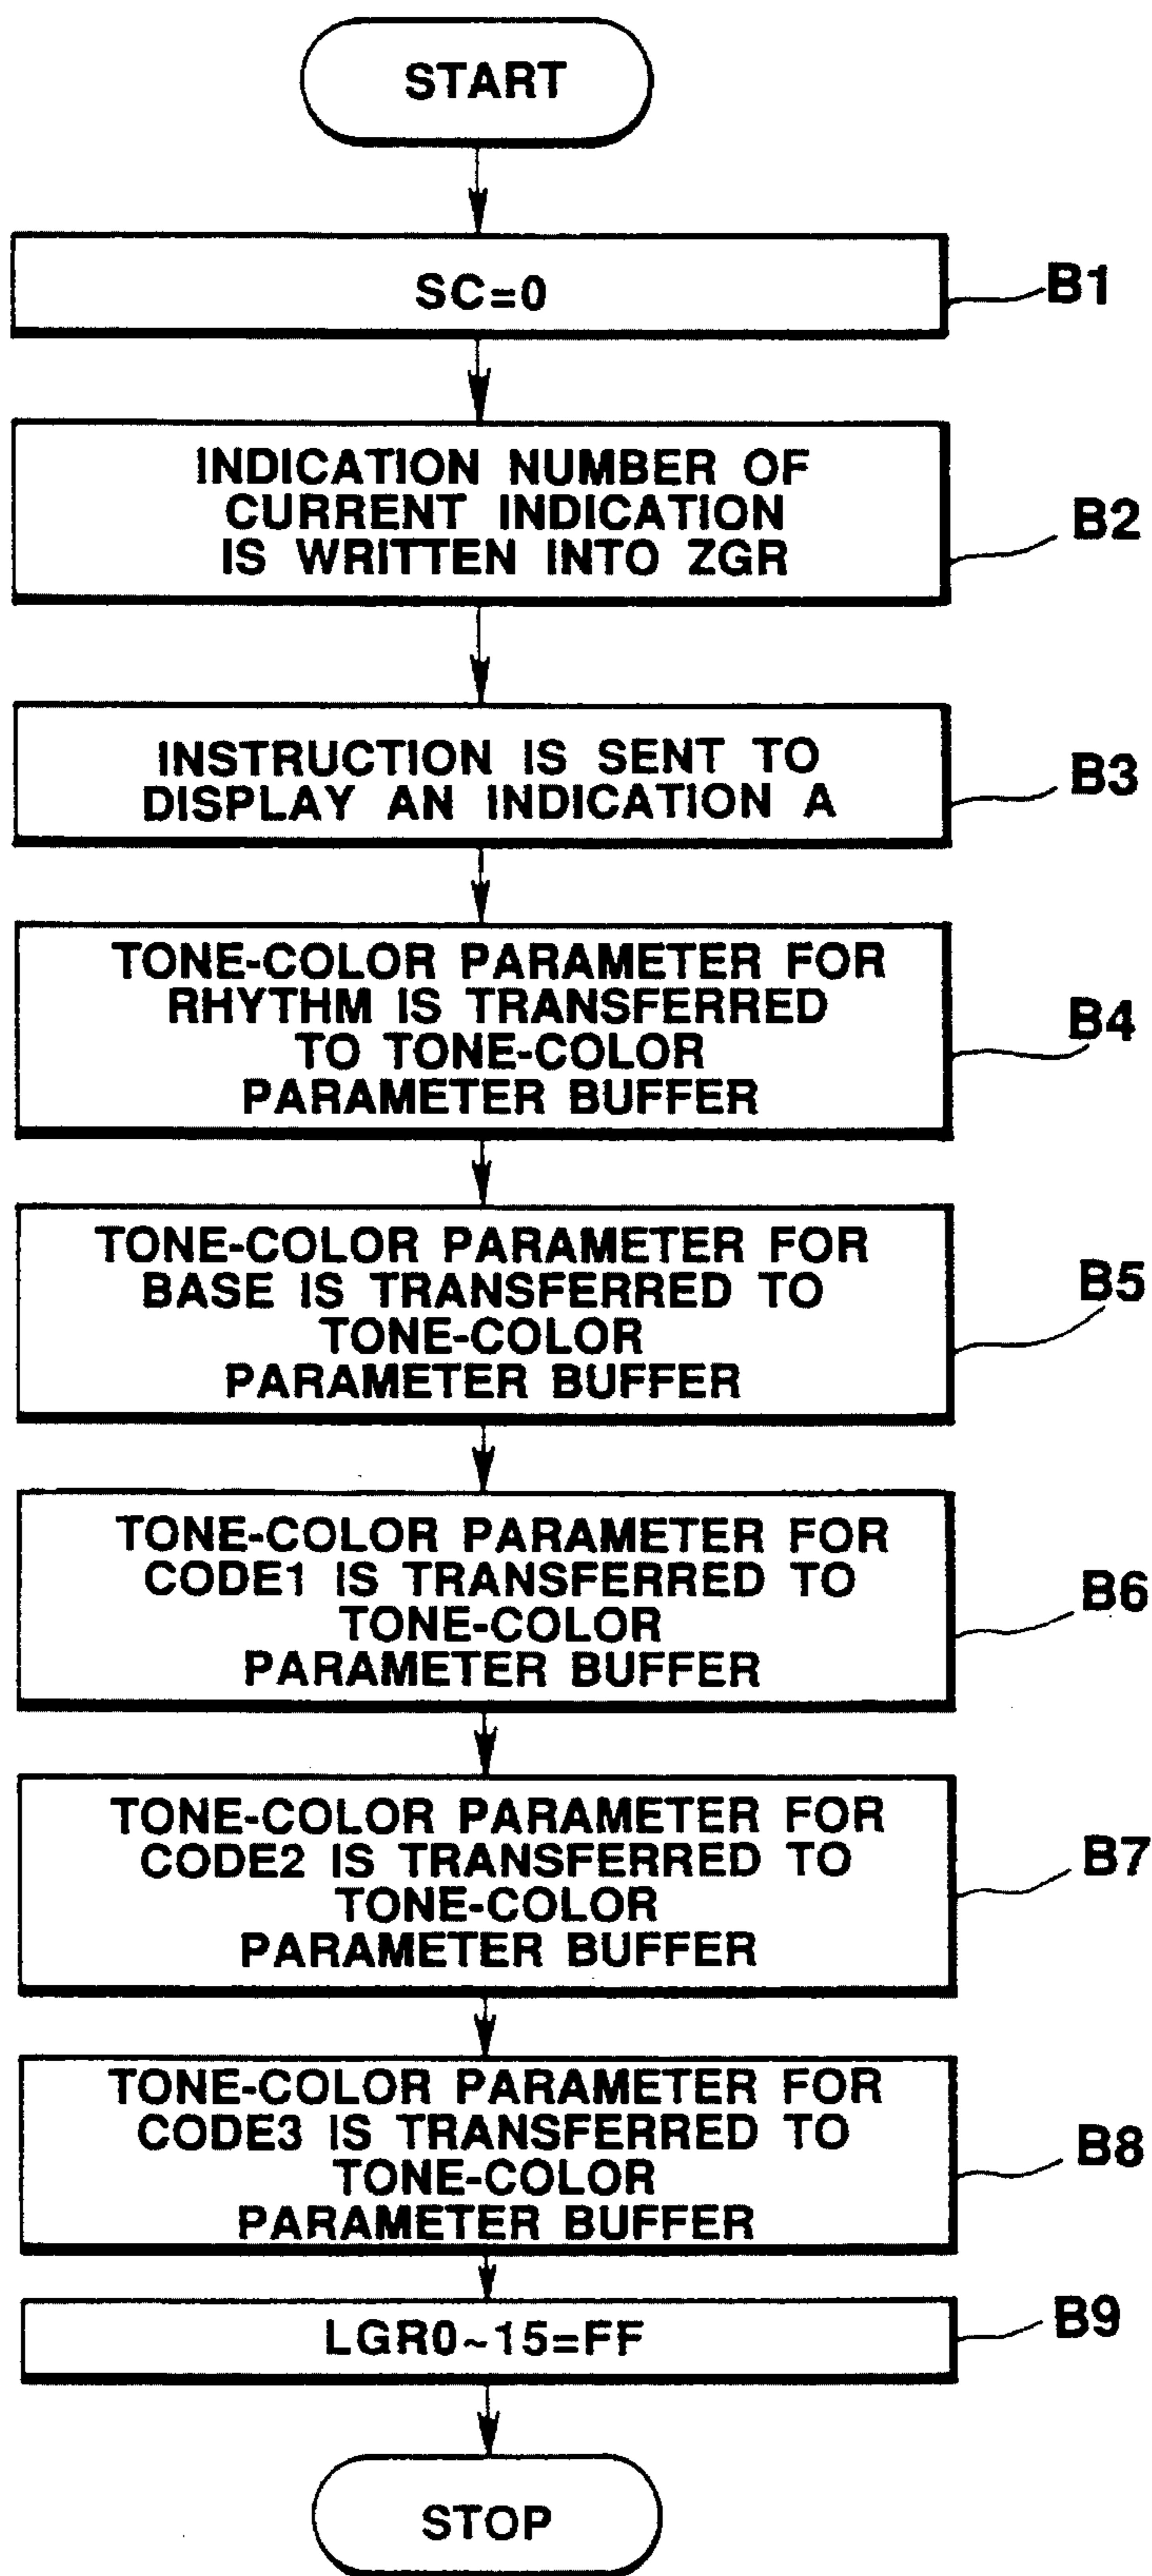 START
SC=0
B1
INDICATION NUMBER OF
CURRENT INDICATION
IS WRITTEN INTO ZGR
B2
INSTRUCTION IS SENT TO
DISPLAY AN INDICATION A
B3
TONE-COLOR PARAMETER FOR
RHYTHM IS TRANSFERRED
TO TONE-COLOR
PARAMETER BUFFER
B4
TONE-COLOR PARAMETER FOR
BASE IS TRANSFERRED TO
TONE-COLOR
PARAMETER BUFFER
B5
TONE-COLOR PARAMETER FOR
CODE1 IS TRANSFERRED TO
TONE-COLOR
PARAMETER BUFFER
B6
TONE-COLOR PARAMETER FOR
CODE2 IS TRANSFERRED TO
TONE-COLOR
PARAMETER BUFFER
B7
TONE-COLOR PARAMETER FOR
CODE3 IS TRANSFERRED TO
TONE-COLOR
PARAMETER BUFFER
B8
LGR0~15=FF
B9
STOP